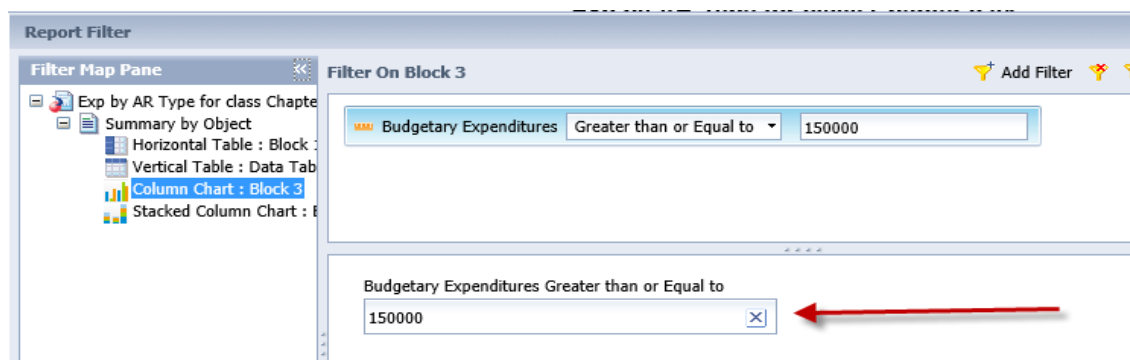 Report Filter
Filter Map Pane
Filter On Block 3
Add Filter
Exp by AR Type for class Chapte
Summary by Object
Horizontal Table : Block
Vertical Table : Data Tab
Column Chart : Block 3
Stacked Column Chart :
Budgetary Expenditures Greater than or Equal to 150000
Budgetary Expenditures Greater than or Equal to
150000